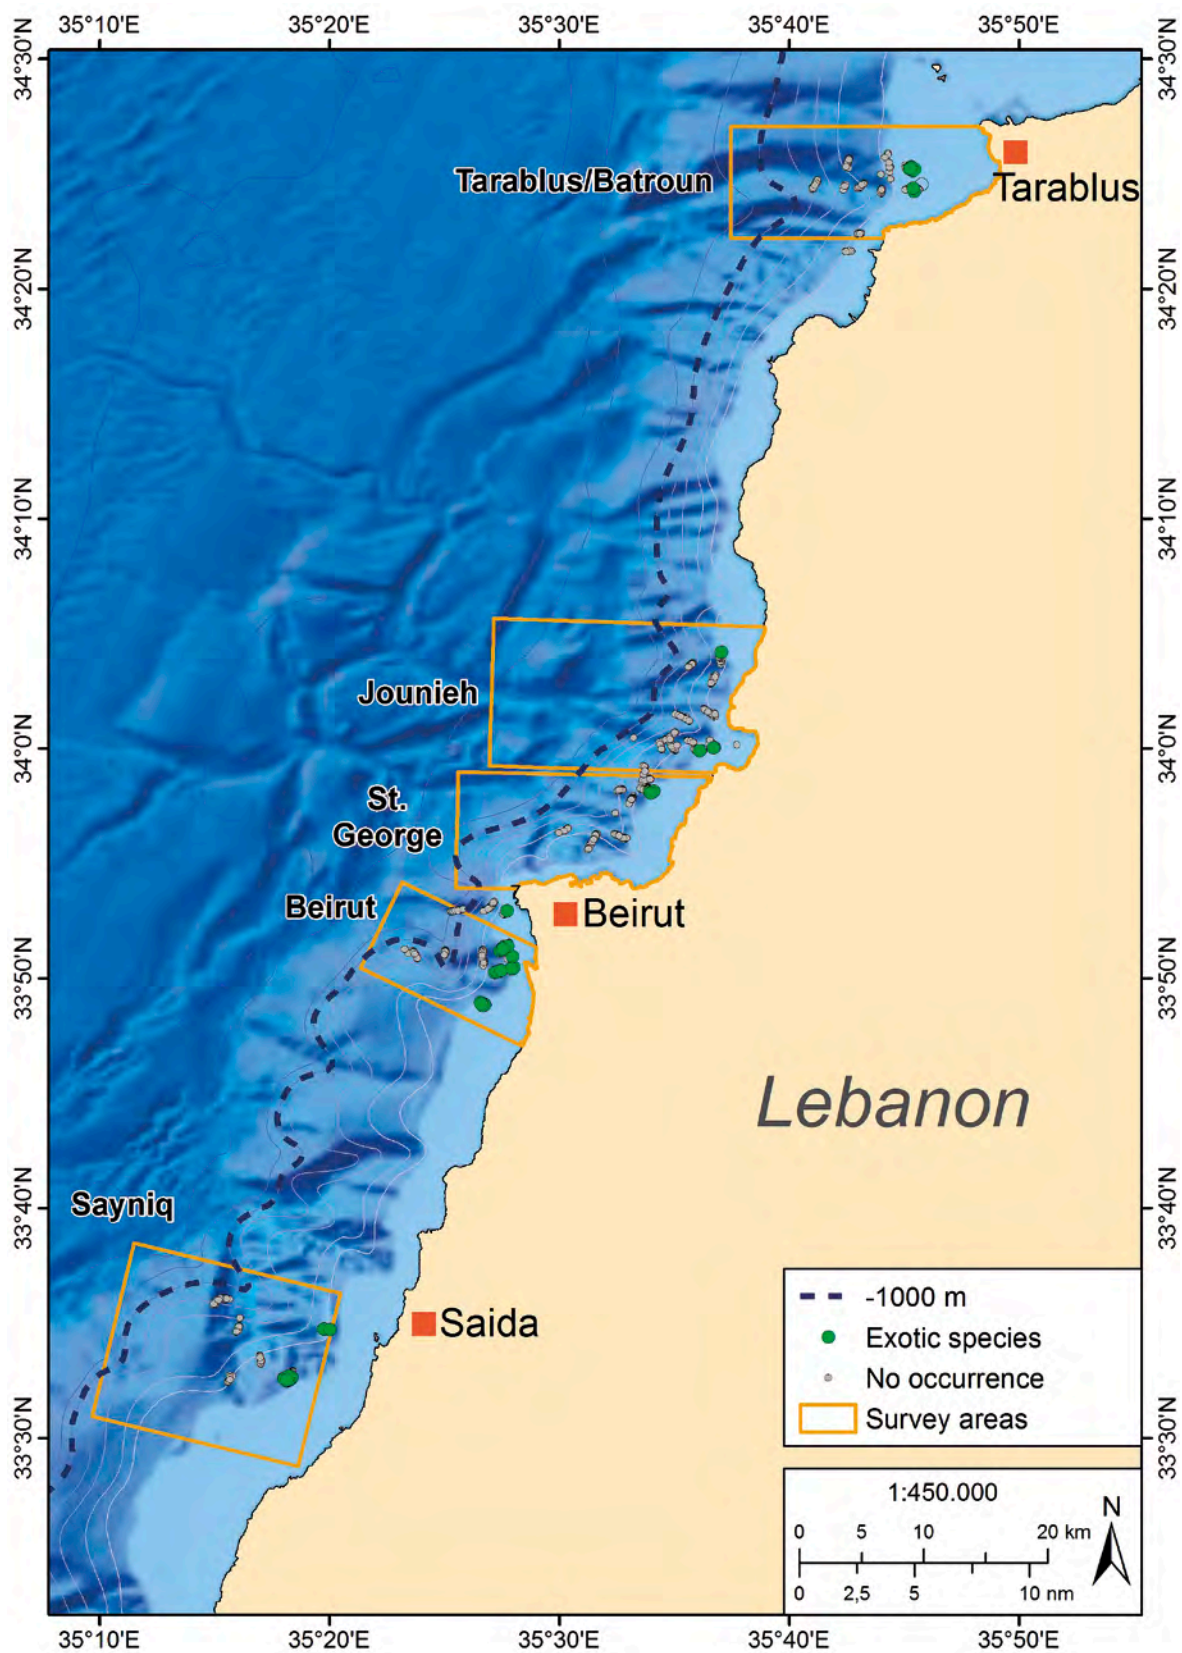 35°10'E 35°20'E 35°30'E 35°40'E 35°50'E
34°30'N 34°30'N
Tarablus/Batroun
Tarablus
34°20'N 34°20'N
34°10'N 34°10'N
Jounieh
34°0'N 34°0'N
St.
George
Beirut
Beirut
33°50'N 33°50'N
Lebanon
Sayniq
33°40'N 33°40'N
Saida
33°30'N 33°30'N
-1000 m
Exotic species
No occurrence
Survey areas
1:450.000
N
0 5 10 20 km
0 2,5 5 10 nm
35°10'E 35°20'E 35°30'E 35°40'E 35°50'E